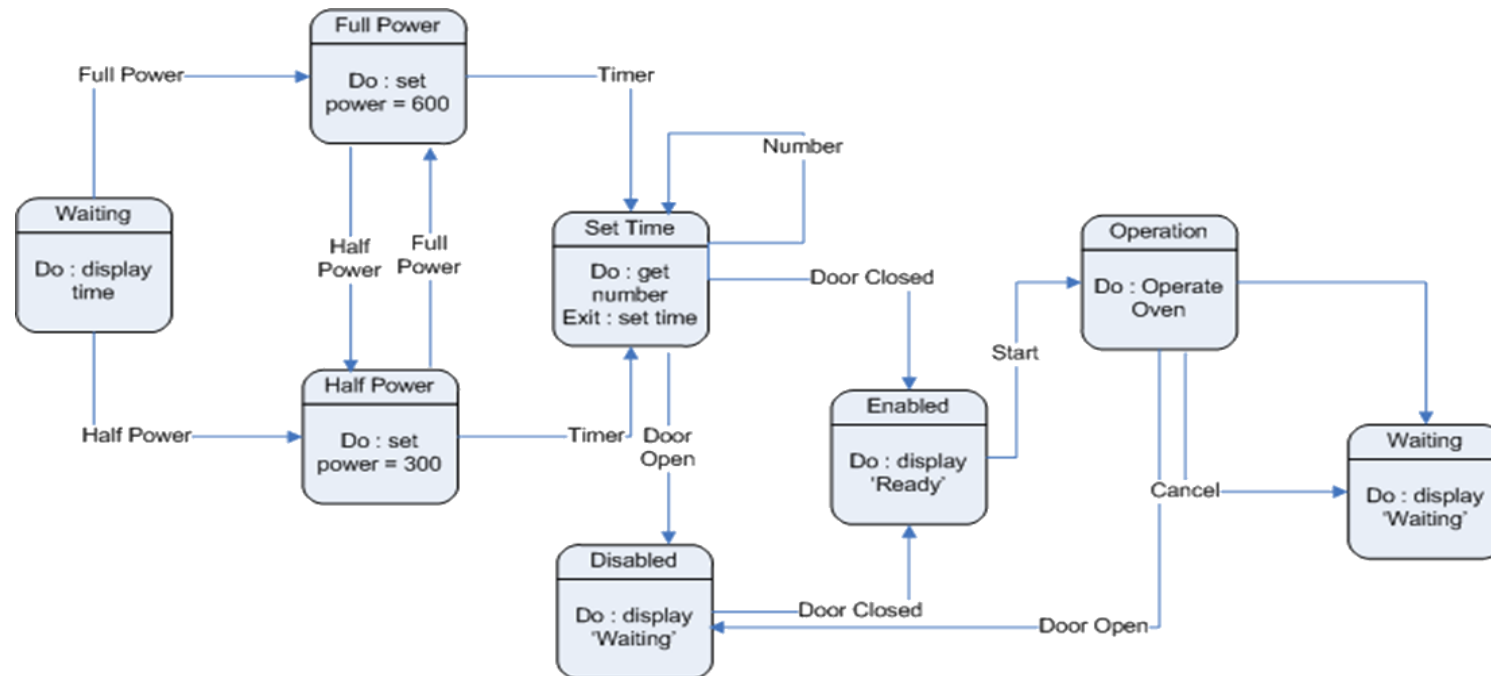 Full Power
Do : set
power = 600
Full Power
Timer
Number
Waiting
Do : display
time
Half
Power
Full
Power
Set Time
Do : get
number
Exit : set time
Door Closed
Operation
Do : Operate
Oven
Start
Half Power
Do : set
power = 300
Half Power
Timer
Door
Open
Enabled
Do : display
'Ready'
Cancel
Waiting
Do : display
'Waiting'
Disabled
Do : display
'Waiting'
Door Closed
Door Open